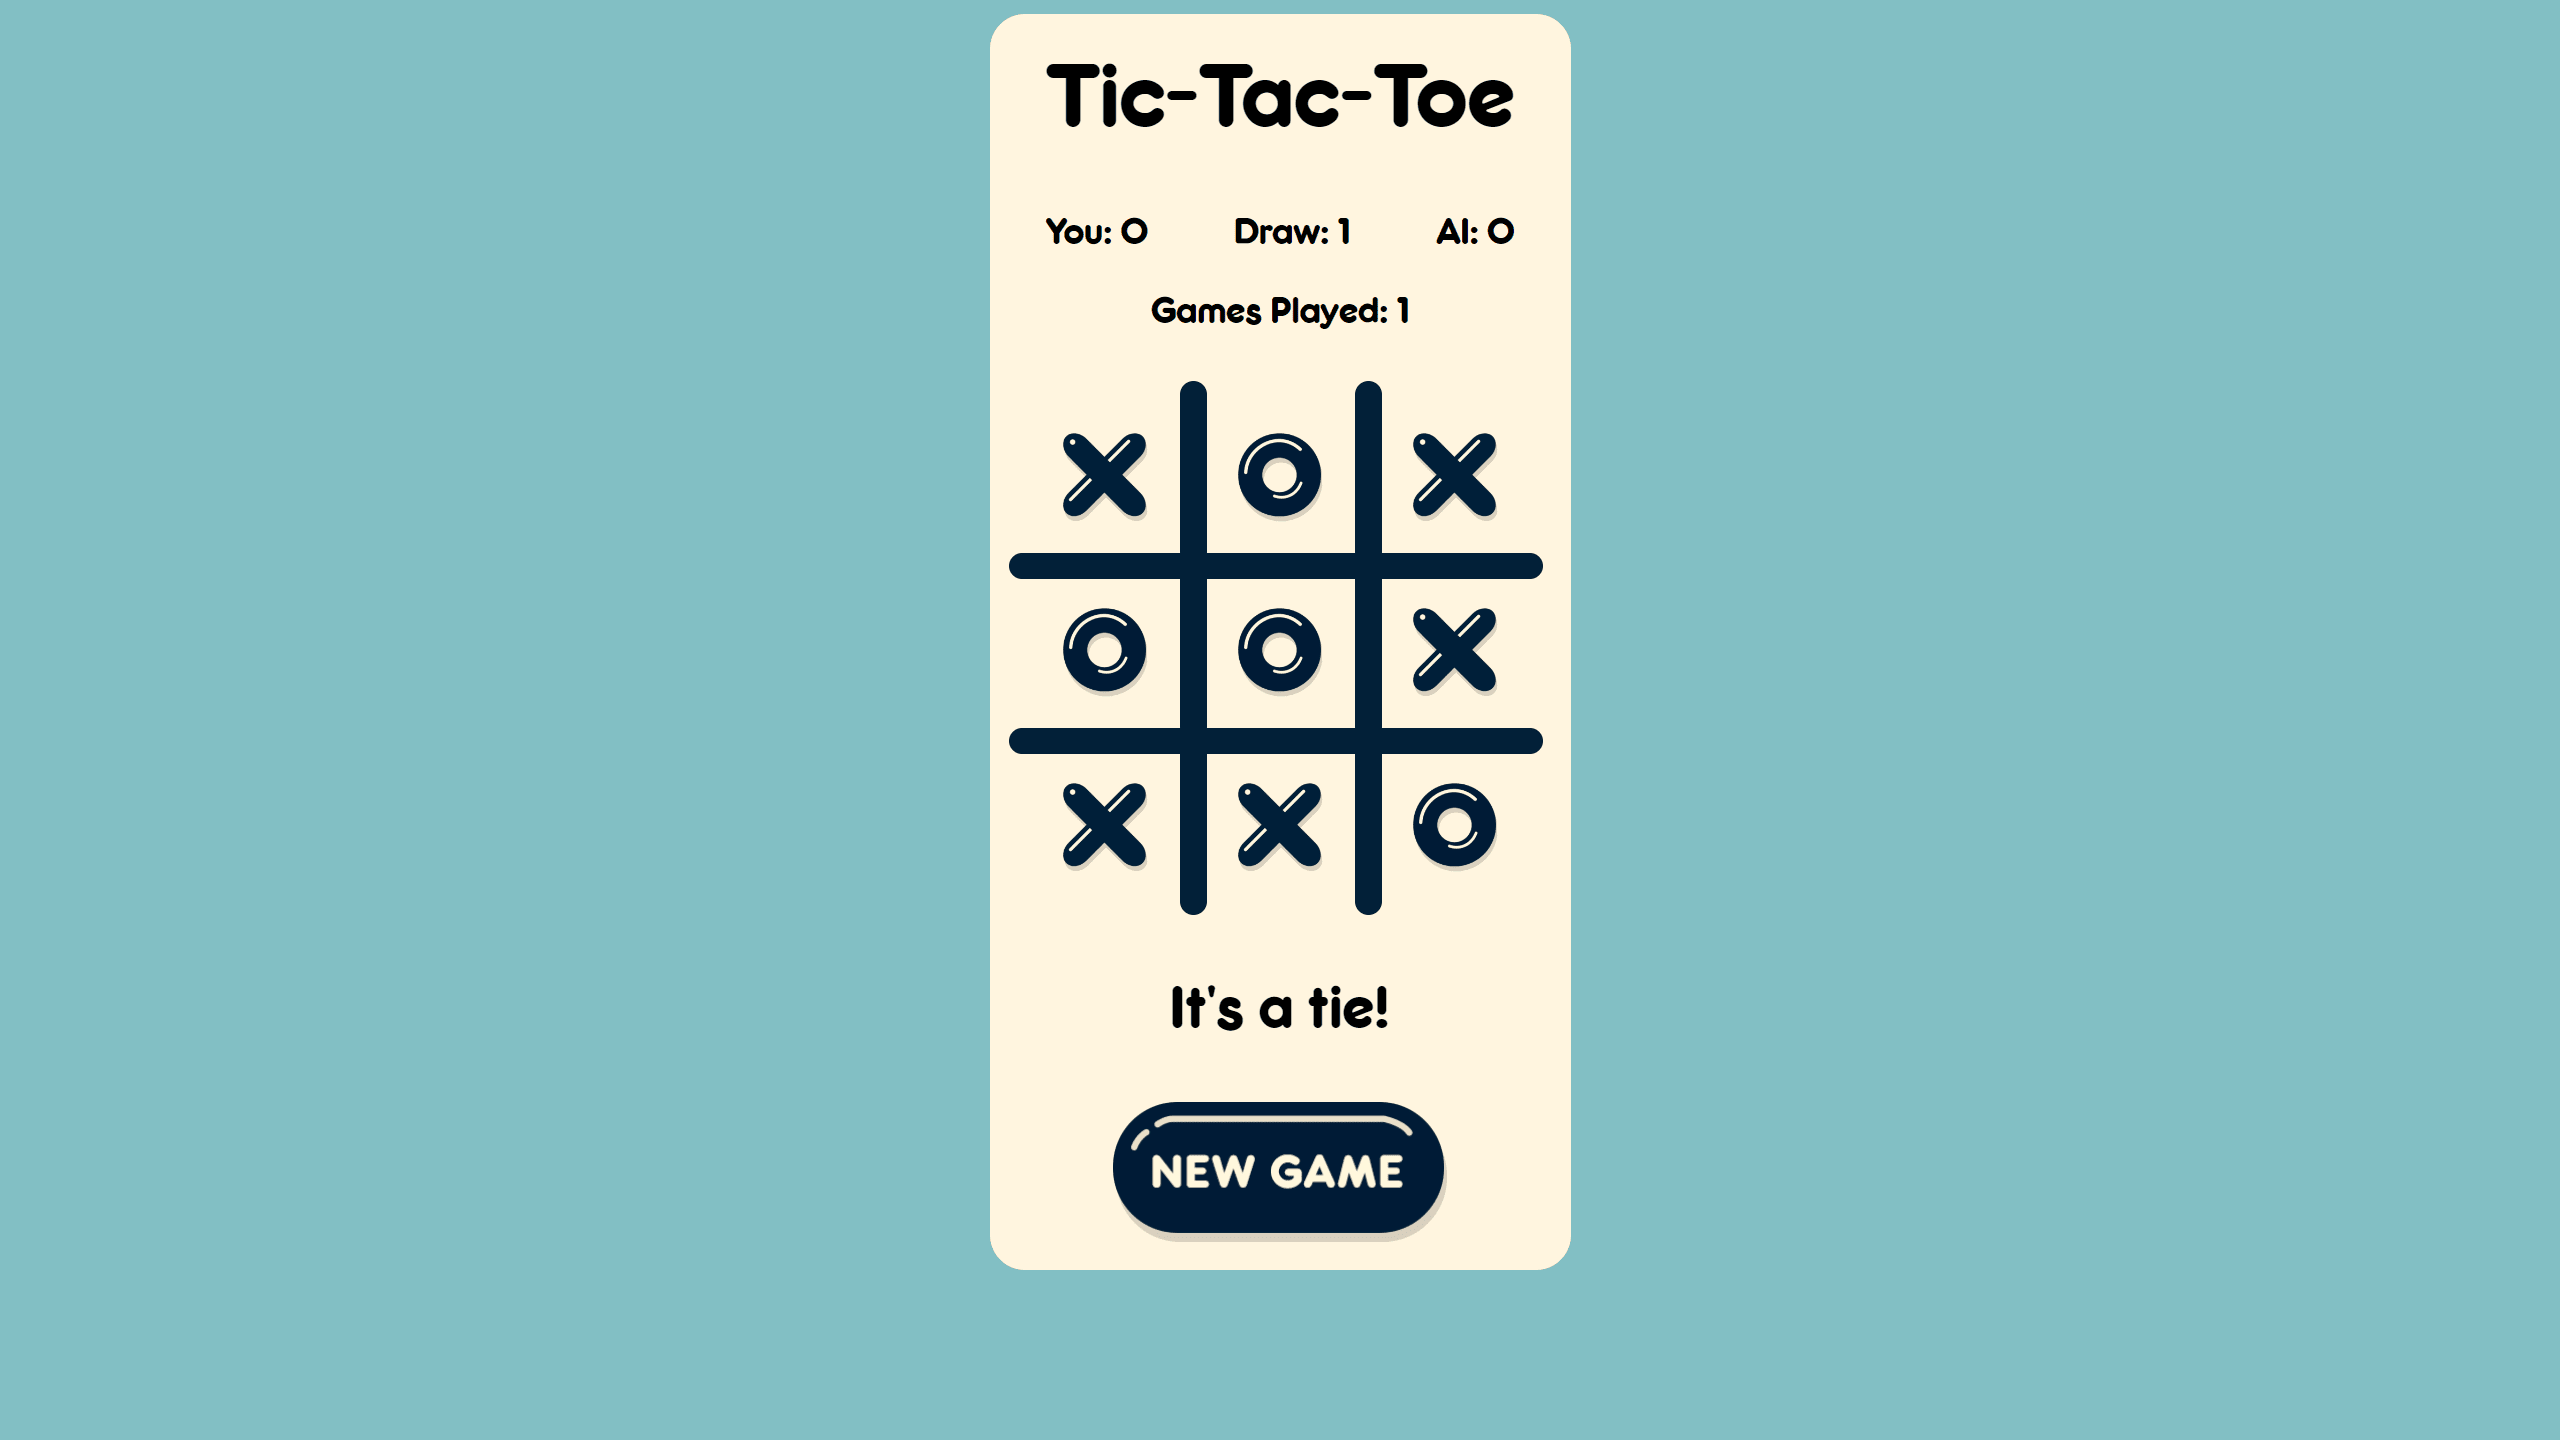 Tic-Tac-Toe
You: 0 Draw: 1 AI: 0
Games Played: 1
X O X
O O X
X X O
It's a tie!
NEW GAME